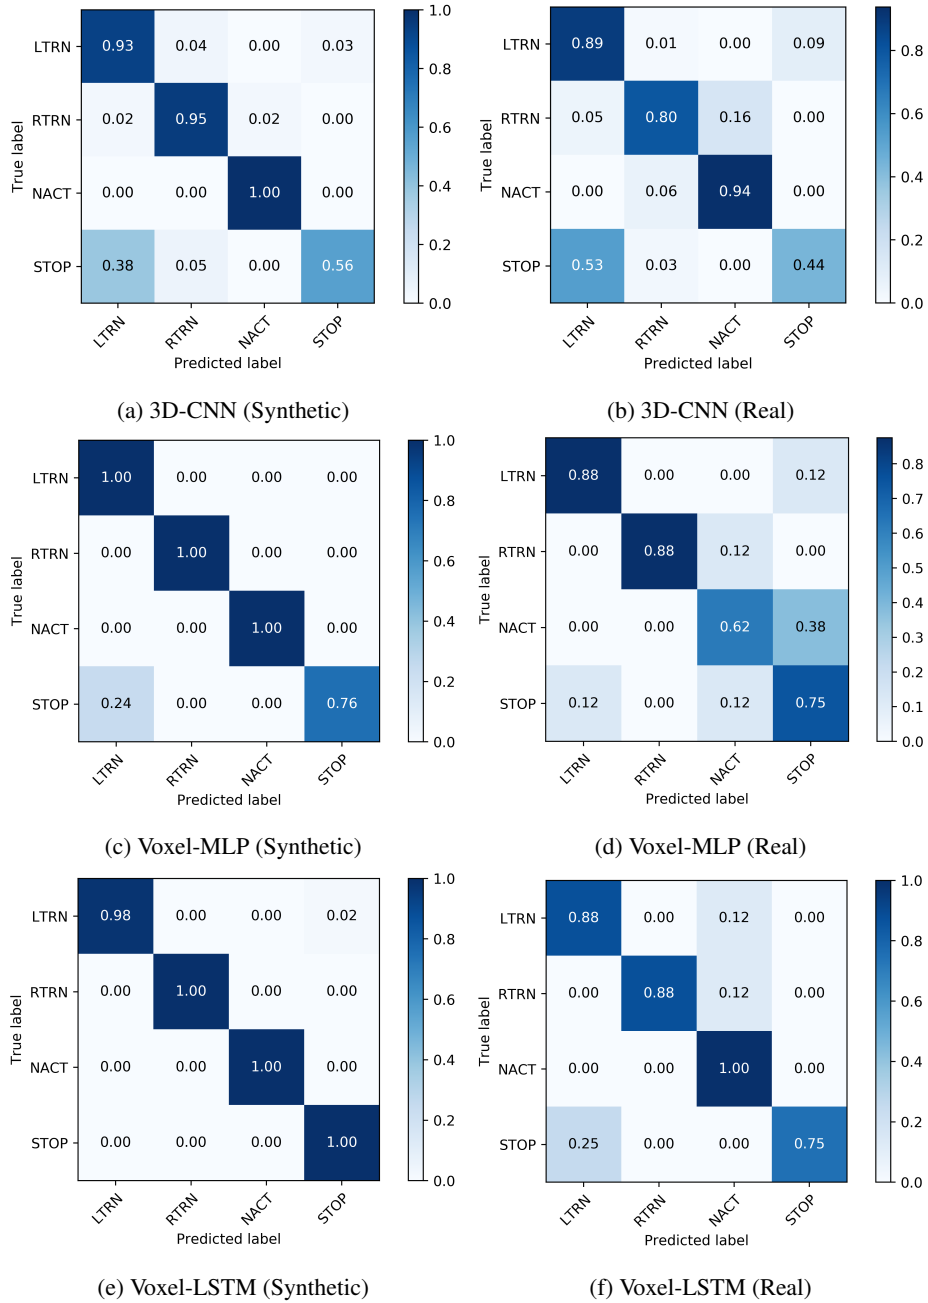 LTRN 0.93 0.04 0.00 0.03
RTRN 0.02 0.95 0.02 0.00
NACT 0.00 0.00 1.00 0.00
STOP 0.38 0.05 0.00 0.56
True label
LTRN RTRN NACT STOP
Predicted label
1.0
0.8
0.6
0.4
0.2
0.0
(a) 3D-CNN (Synthetic)
LTRN 0.89 0.01 0.00 0.09
RTRN 0.05 0.80 0.16 0.00
NACT 0.00 0.06 0.94 0.00
STOP 0.53 0.03 0.00 0.44
True label
LTRN RTRN NACT STOP
Predicted label
0.8
0.6
0.4
0.2
0.0
(b) 3D-CNN (Real)
LTRN 1.00 0.00 0.00 0.00
RTRN 0.00 1.00 0.00 0.00
NACT 0.00 0.00 1.00 0.00
STOP 0.24 0.00 0.00 0.76
True label
LTRN RTRN NACT STOP
Predicted label
1.0
0.8
0.6
0.4
0.2
0.0
(c) Voxel-MLP (Synthetic)
LTRN 0.88 0.00 0.00 0.12
RTRN 0.00 0.88 0.12 0.00
NACT 0.00 0.00 0.62 0.38
STOP 0.12 0.00 0.12 0.75
True label
LTRN RTRN NACT STOP
Predicted label
0.8
0.7
0.6
0.5
0.4
0.3
0.2
0.1
0.0
(d) Voxel-MLP (Real)
LTRN 0.98 0.00 0.00 0.02
RTRN 0.00 1.00 0.00 0.00
NACT 0.00 0.00 1.00 0.00
STOP 0.00 0.00 0.00 1.00
True label
LTRN RTRN NACT STOP
Predicted label
1.0
0.8
0.6
0.4
0.2
0.0
(e) Voxel-LSTM (Synthetic)
LTRN 0.88 0.00 0.12 0.00
RTRN 0.00 0.88 0.12 0.00
NACT 0.00 0.00 1.00 0.00
STOP 0.25 0.00 0.00 0.75
True label
LTRN RTRN NACT STOP
Predicted label
1.0
0.8
0.6
0.4
0.2
0.0
(f) Voxel-LSTM (Real)